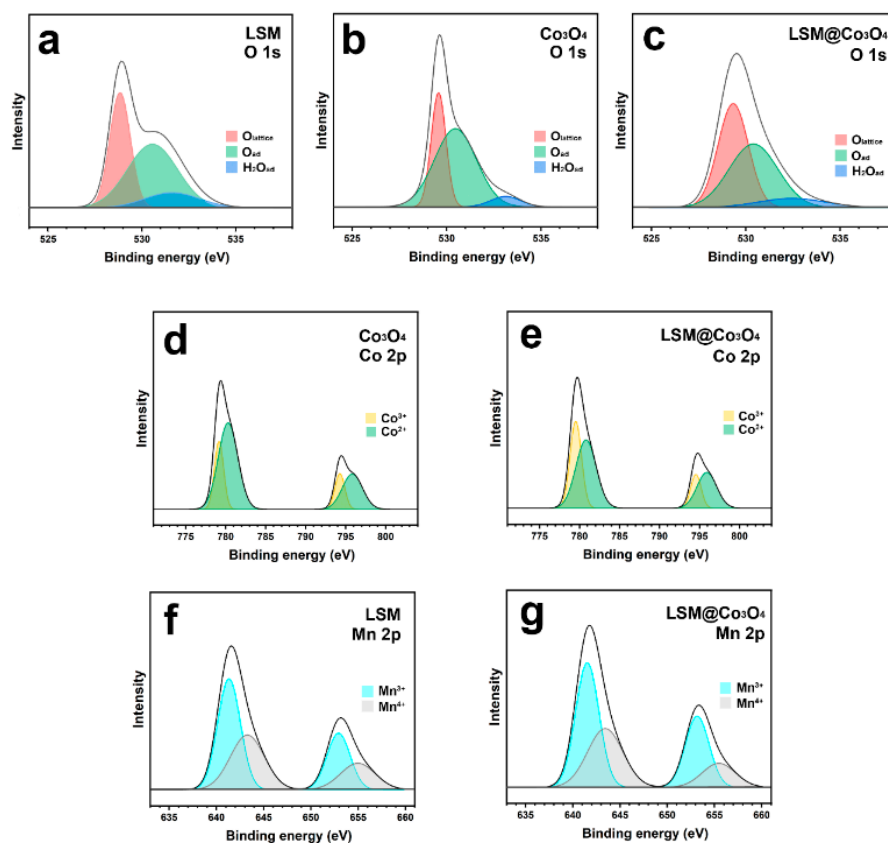 a
LSM
O 1s
Intensity
Olattice
Oad
H₂Oad
525 530 535
Binding energy (eV)
b
Co₃O₄
O 1s
Intensity
Olattice
Oad
H₂Oad
525 530 535
Binding energy (eV)
c
LSM@Co₃O₄
O 1s
Intensity
Olattice
Oad
H₂Oad
525 530 535
Binding energy (eV)
d
Co₃O₄
Co 2p
Intensity
Co³⁺
Co²⁺
775 780 785 790 795 800
Binding energy (eV)
e
LSM@Co₃O₄
Co 2p
Intensity
Co³⁺
Co²⁺
775 780 785 790 795 800
Binding energy (eV)
f
LSM
Mn 2p
Intensity
Mn³⁺
Mn⁴⁺
635 640 645 650 655 660
Binding energy (eV)
g
LSM@Co₃O₄
Mn 2p
Intensity
Mn³⁺
Mn⁴⁺
635 640 645 650 655 660
Binding energy (eV)